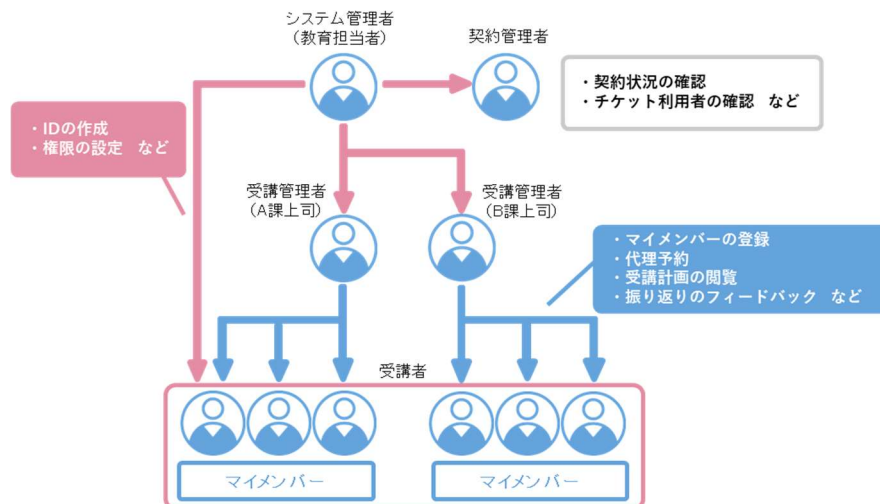 システム管理者
(教育担当者)
契約管理者
・契約状況の確認
・チケット利用者の確認　など
・IDの作成
・権限の設定　など
受講管理者
(A課上司)
受講管理者
(B課上司)
・マイメンバーの登録
・代理予約
・受講計画の閲覧
・振り返りのフィードバック　など
受講者
マイメンバー
マイメンバー